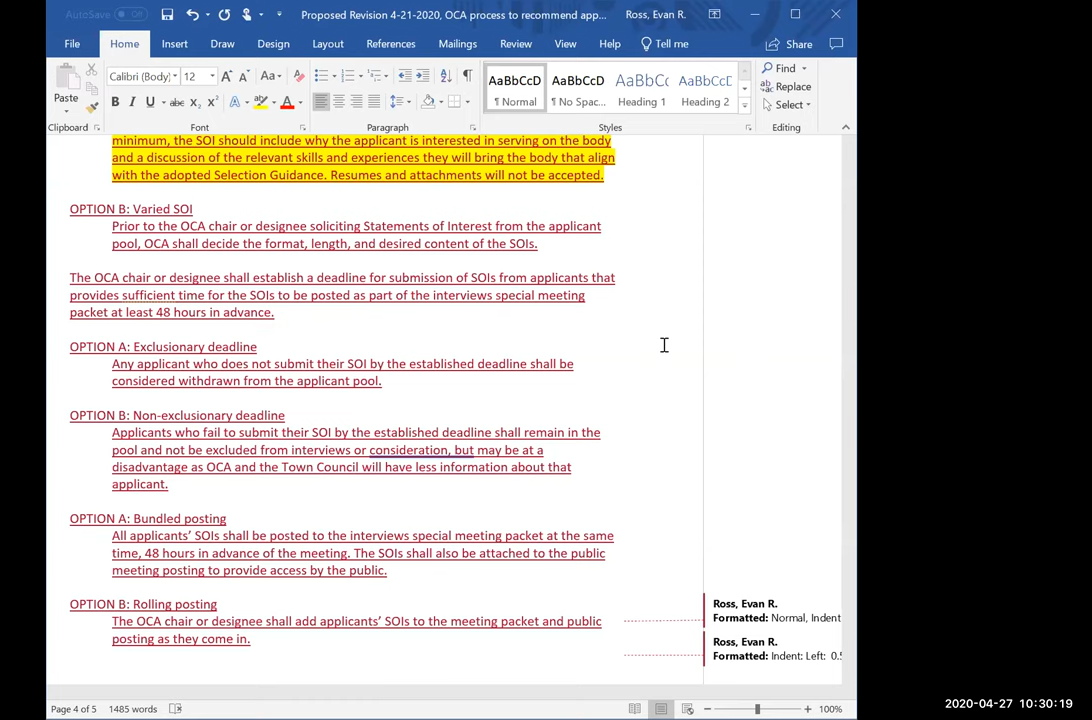 AutoSave Off Proposed Revision 4-21-2020, OCA process to recommend app... Ross, Evan R.
File Home Insert Draw Design Layout References Mailings Review View Help Tell me Share
Calibri (Body) 12 A A Aa
Paste
B I U abc x2 x2 A A
AaBbCcD AaBbCcD AaBbCc AaBbCcD
¶ Normal ¶ No Spac... Heading 1 Heading 2
Find
Replace
Select
Clipboard Font Paragraph Styles Editing
minimum, the SOI should include why the applicant is interested in serving on the body
and a discussion of the relevant skills and experiences they will bring the body that align
with the adopted Selection Guidance. Resumes and attachments will not be accepted.
OPTION B: Varied SOI
Prior to the OCA chair or designee soliciting Statements of Interest from the applicant
pool, OCA shall decide the format, length, and desired content of the SOIs.
The OCA chair or designee shall establish a deadline for submission of SOIs from applicants that
provides sufficient time for the SOIs to be posted as part of the interviews special meeting
packet at least 48 hours in advance.
OPTION A: Exclusionary deadline
Any applicant who does not submit their SOI by the established deadline shall be
considered withdrawn from the applicant pool.
OPTION B: Non-exclusionary deadline
Applicants who fail to submit their SOI by the established deadline shall remain in the
pool and not be excluded from interviews or consideration, but may be at a
disadvantage as OCA and the Town Council will have less information about that
applicant.
OPTION A: Bundled posting
All applicants’ SOIs shall be posted to the interviews special meeting packet at the same
time, 48 hours in advance of the meeting. The SOIs shall also be attached to the public
meeting posting to provide access by the public.
OPTION B: Rolling posting
The OCA chair or designee shall add applicants’ SOIs to the meeting packet and public
posting as they come in.
Ross, Evan R.
Formatted: Normal, Indent
Ross, Evan R.
Formatted: Indent: Left: 0.5
Page 4 of 5 1485 words 100%
2020-04-27 10:30:19